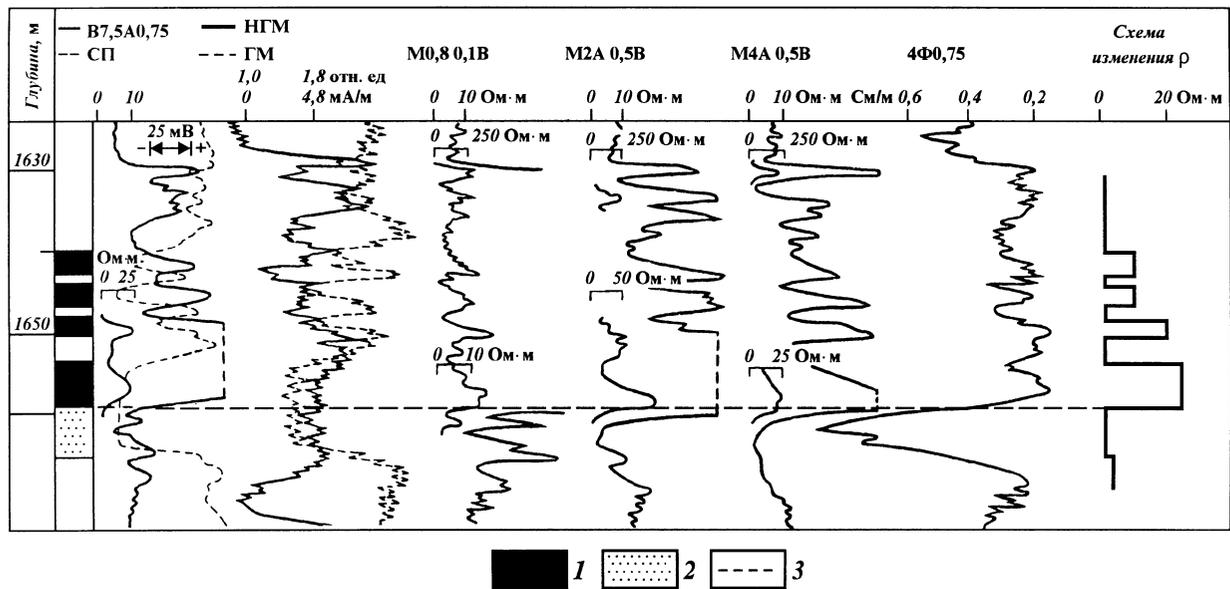 Глубина, м
В7,5А0,75
СП
НГМ
ГМ
М0,8 0,1В
М2А 0,5В
М4А 0,5В
4Ф0,75
Схема
изменения ρ
0 10
1,0 1,8 отн. ед
0 4,8 мА/м
0 10 Ом·м
0 10 Ом·м
0 10 Ом·м
См/м 0,6 0,4 0,2
0 20 Ом·м
25 мВ
− +
0 250 Ом·м
0 250 Ом·м
0 250 Ом·м
1630
Ом·м.
0 25
0 50 Ом·м
1650
0 10 Ом·м
0 25 Ом·м
1 2 3